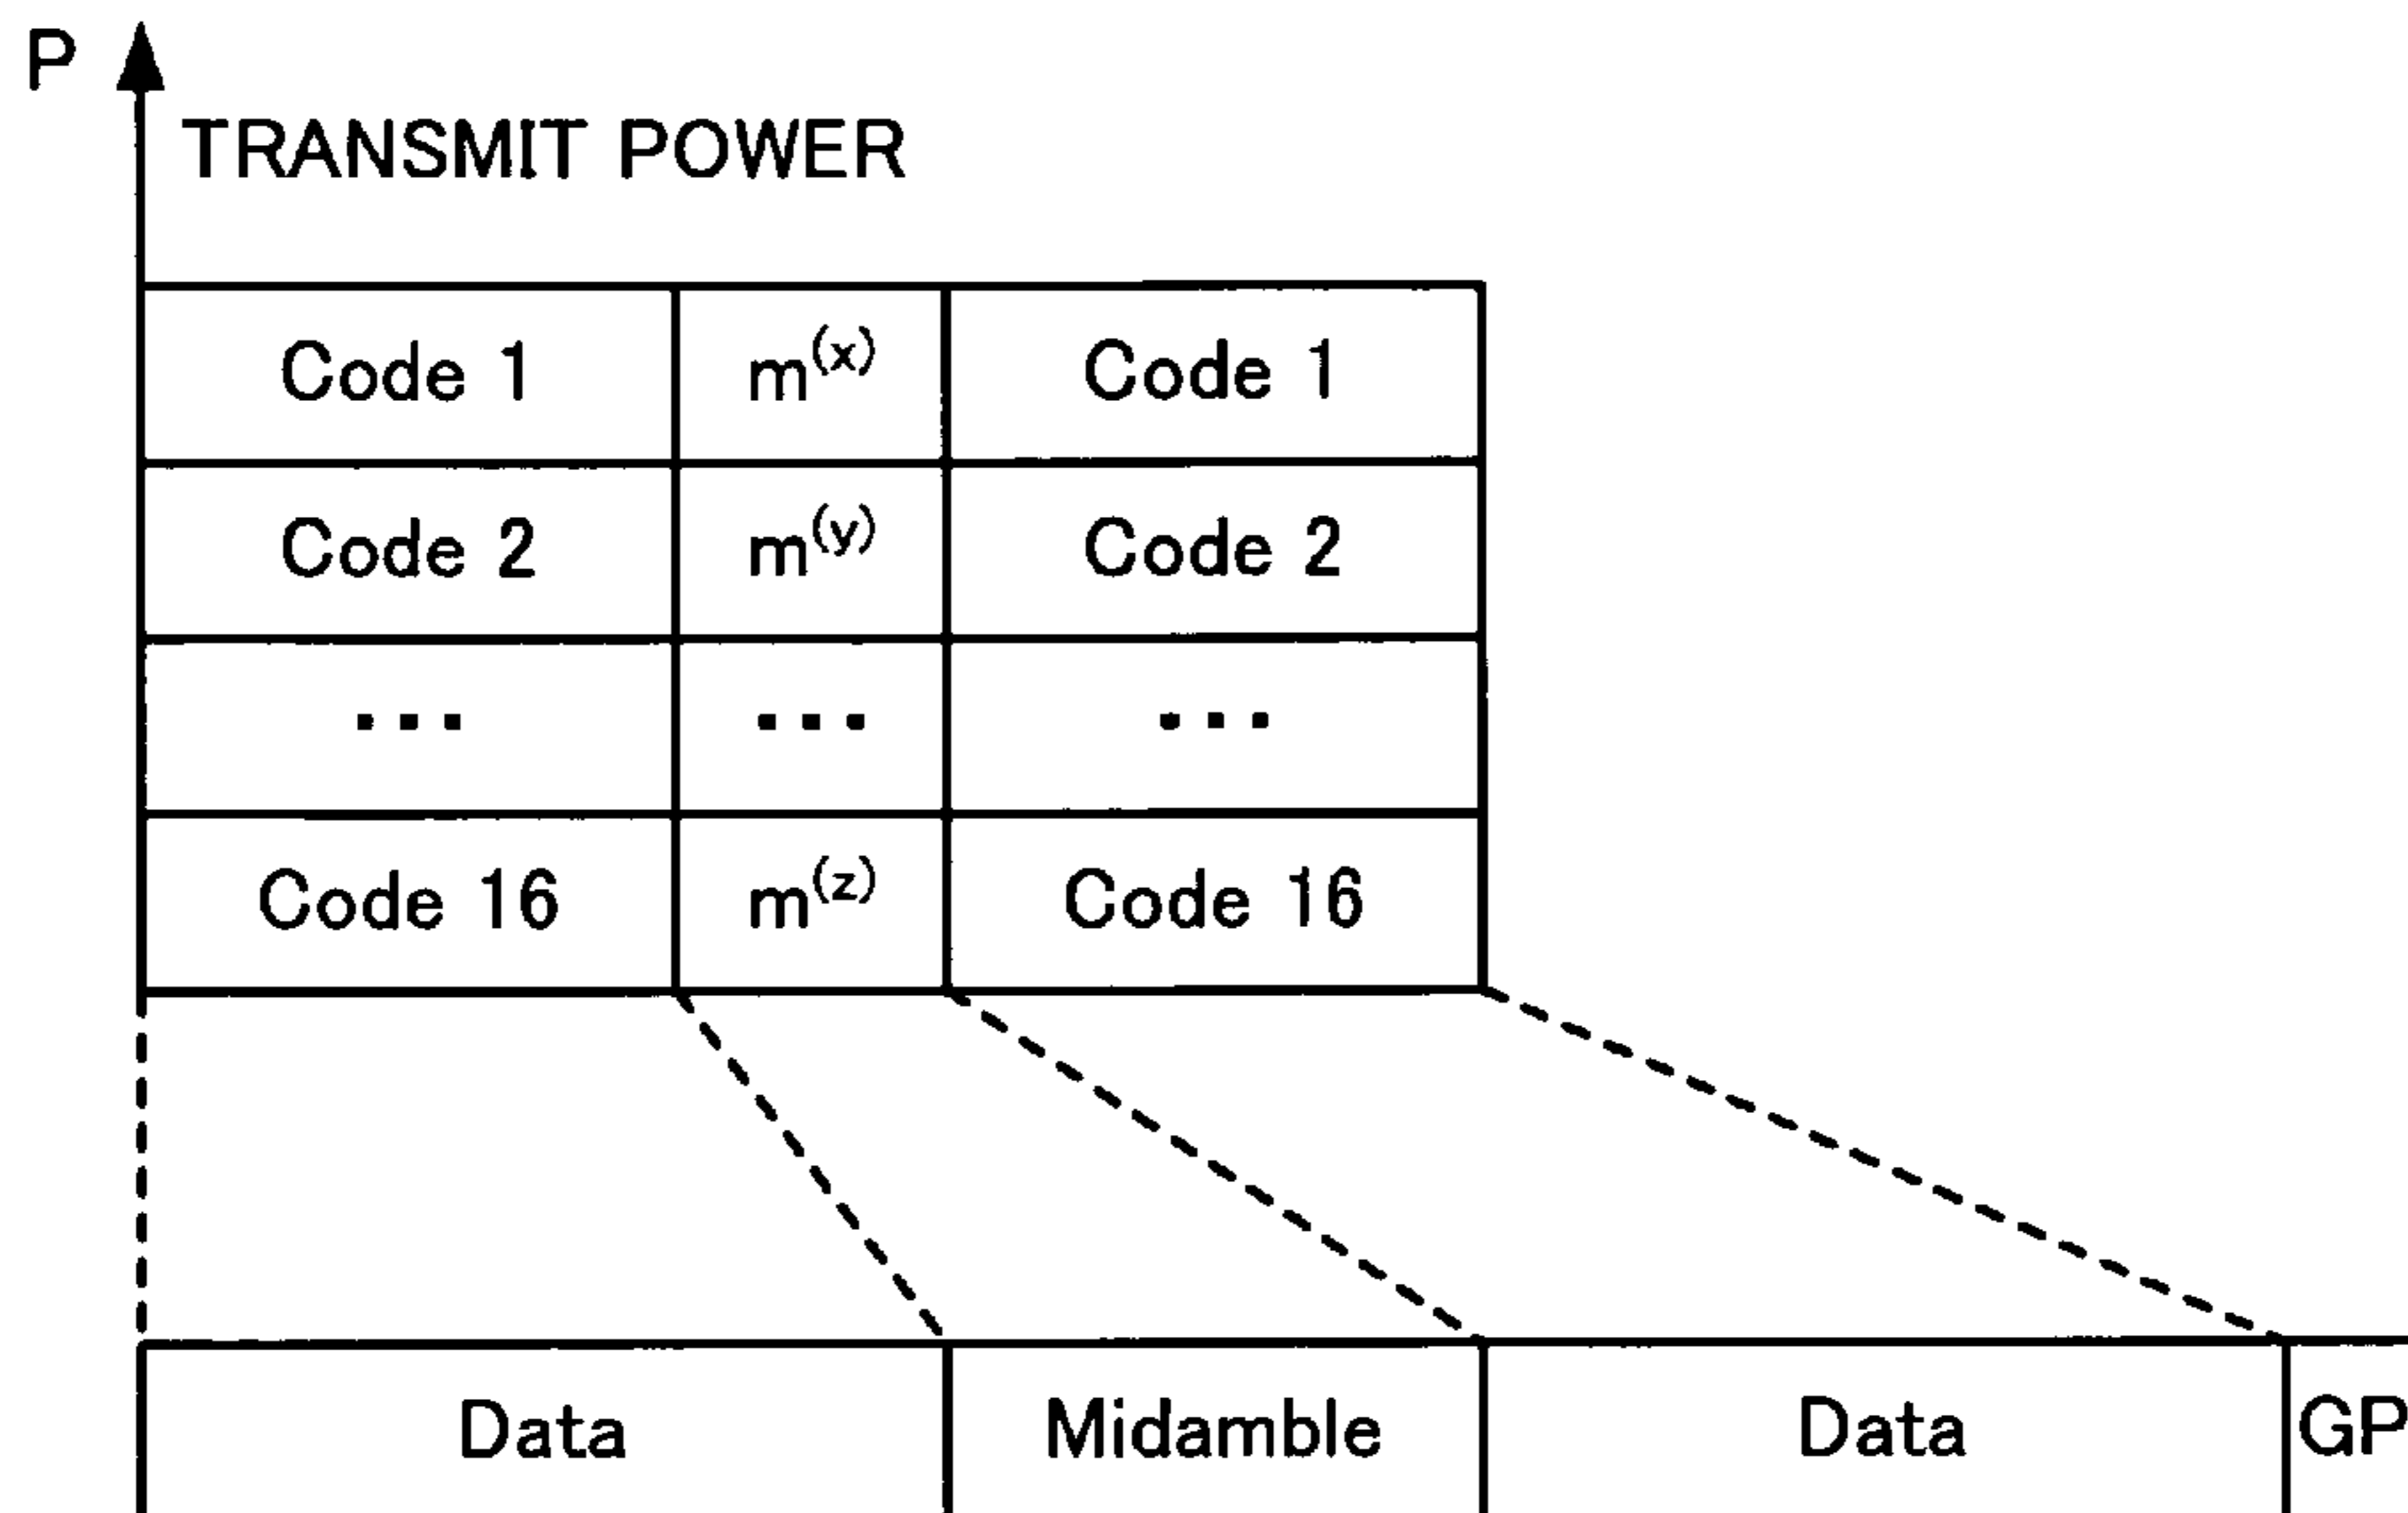 P
TRANSMIT POWER
Code 1 m(x) Code 1
Code 2 m(y) Code 2
... ... ...
Code 16 m(z) Code 16
Data Midamble Data GP